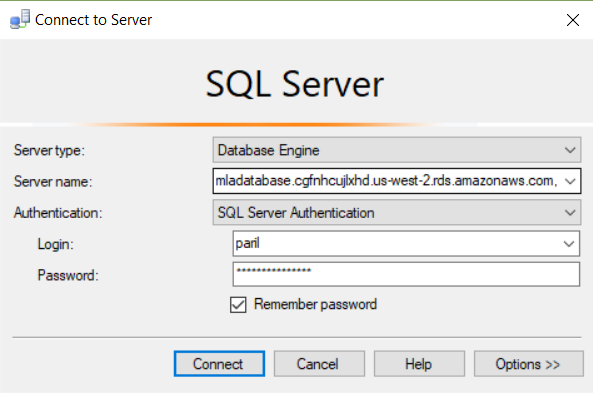 Connect to Server
SQL Server
Server type: Database Engine
Server name: mladatabase.cgfnhcujlxhd.us-west-2.rds.amazonaws.com,
Authentication: SQL Server Authentication
Login: paril
Password: ***************
Remember password
Connect Cancel Help Options >>